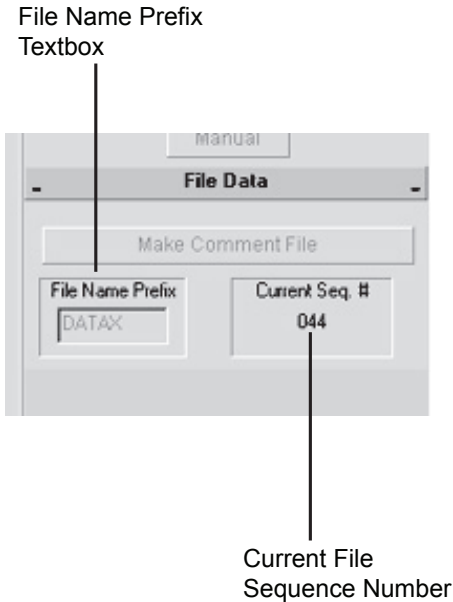 File Name Prefix
Textbox
Manual
File Data
Make Comment File
File Name Prefix
Current Seq. #
DATAX
044
Current File
Sequence Number